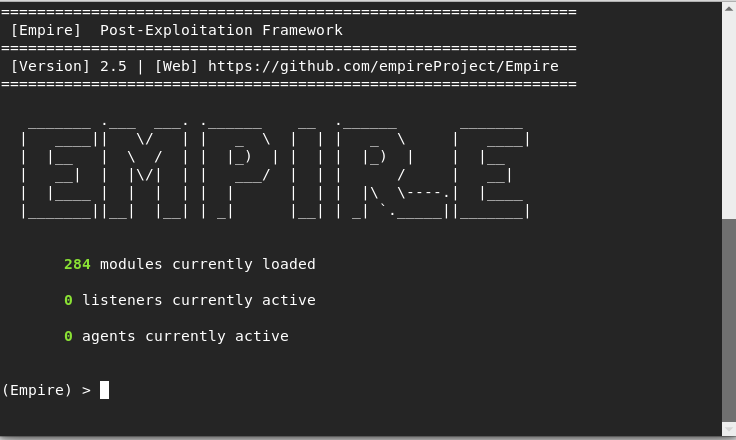 ================================================================
[Empire]  Post-Exploitation Framework
================================================================
[Version] 2.5 | [Web] https://github.com/empireProject/Empire
================================================================
EMPIRE
284 modules currently loaded
0 listeners currently active
0 agents currently active
(Empire) >